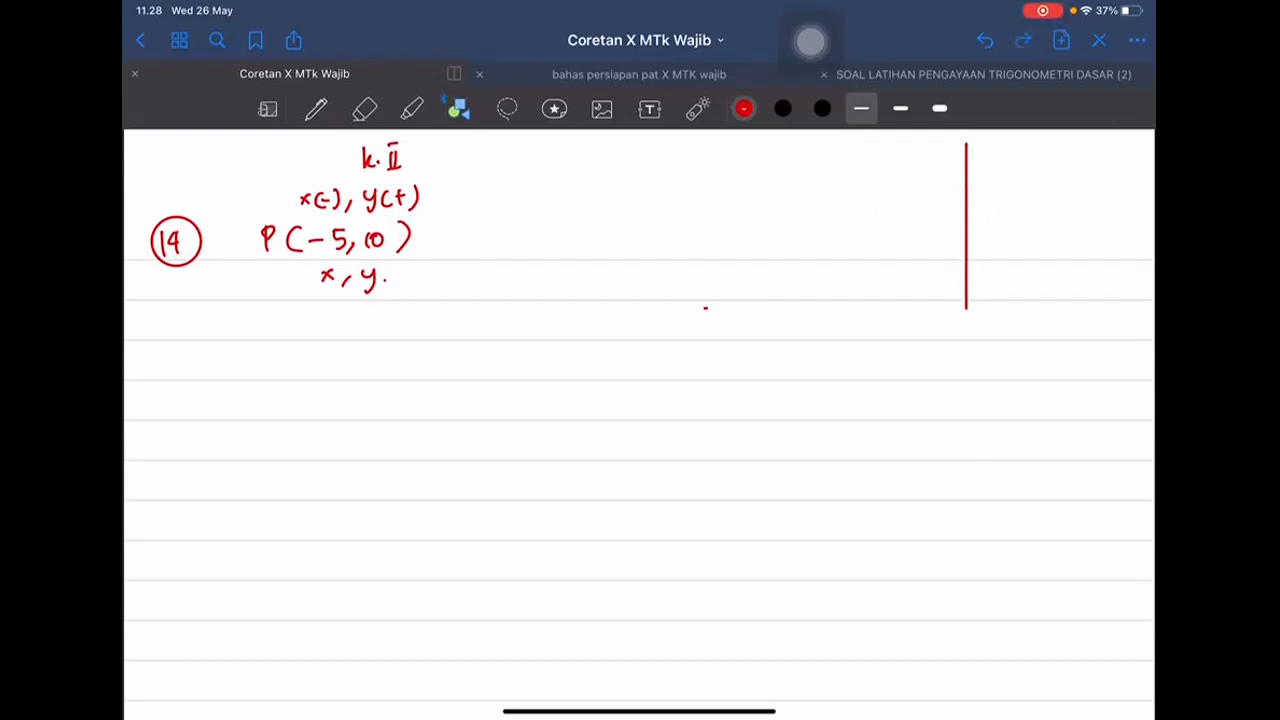 11.28 Wed 26 May
37%
Coretan X MTk Wajib
Coretan X MTk Wajib
bahas persiapan pat X MTK wajib
SOAL LATIHAN PENGAYAAN TRIGONOMETRI DASAR (2)
k. II
x(-), y(+)
19 P(-5, 10)
x, y.